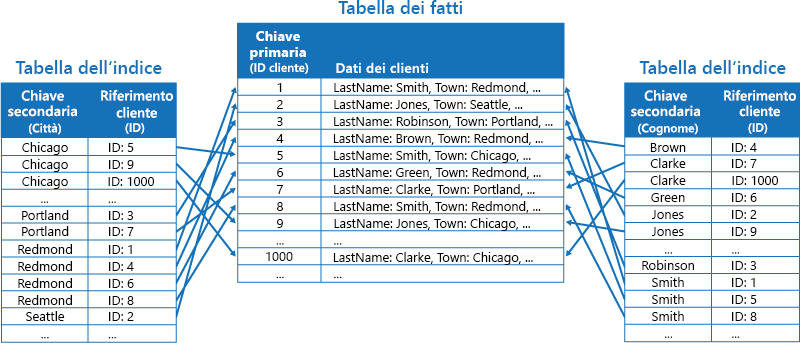 Tabella dei fatti
Chiave
primaria
(ID cliente) Dati dei clienti
1 LastName: Smith, Town: Redmond, ...
2 LastName: Jones, Town: Seattle, ...
3 LastName: Robinson, Town: Portland, ...
4 LastName: Brown, Town: Redmond, ...
5 LastName: Smith, Town: Chicago, ...
6 LastName: Green, Town: Redmond, ...
7 LastName: Clarke, Town: Portland, ...
8 LastName: Smith, Town: Redmond, ...
9 LastName: Jones, Town: Chicago, ...
... ...
1000 LastName: Clarke, Town: Chicago, ...
... ...
Tabella dell'indice
Chiave Riferimento
secondaria cliente
(Città) (ID)
Chicago ID: 5
Chicago ID: 9
Chicago ID: 1000
... ...
Portland ID: 3
Portland ID: 7
Redmond ID: 1
Redmond ID: 4
Redmond ID: 6
Redmond ID: 8
Seattle ID: 2
... ...
Tabella dell'indice
Chiave Riferimento
secondaria cliente
(Cognome) (ID)
Brown ID: 4
Clarke ID: 7
Clarke ID: 1000
Green ID: 6
Jones ID: 2
Jones ID: 9
... ...
Robinson ID: 3
Smith ID: 1
Smith ID: 5
Smith ID: 8
... ...